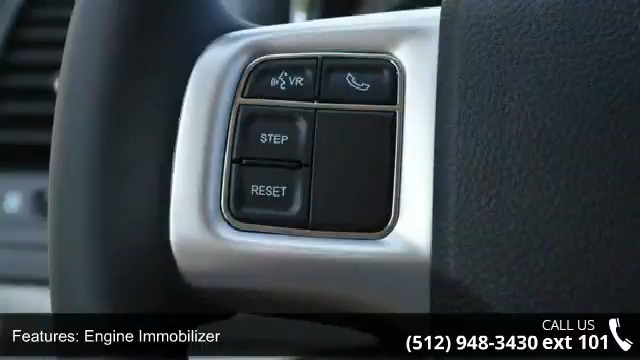 VR
STEP
RESET
Features: Engine Immobilizer
CALL US
(512) 948-3430 ext 101